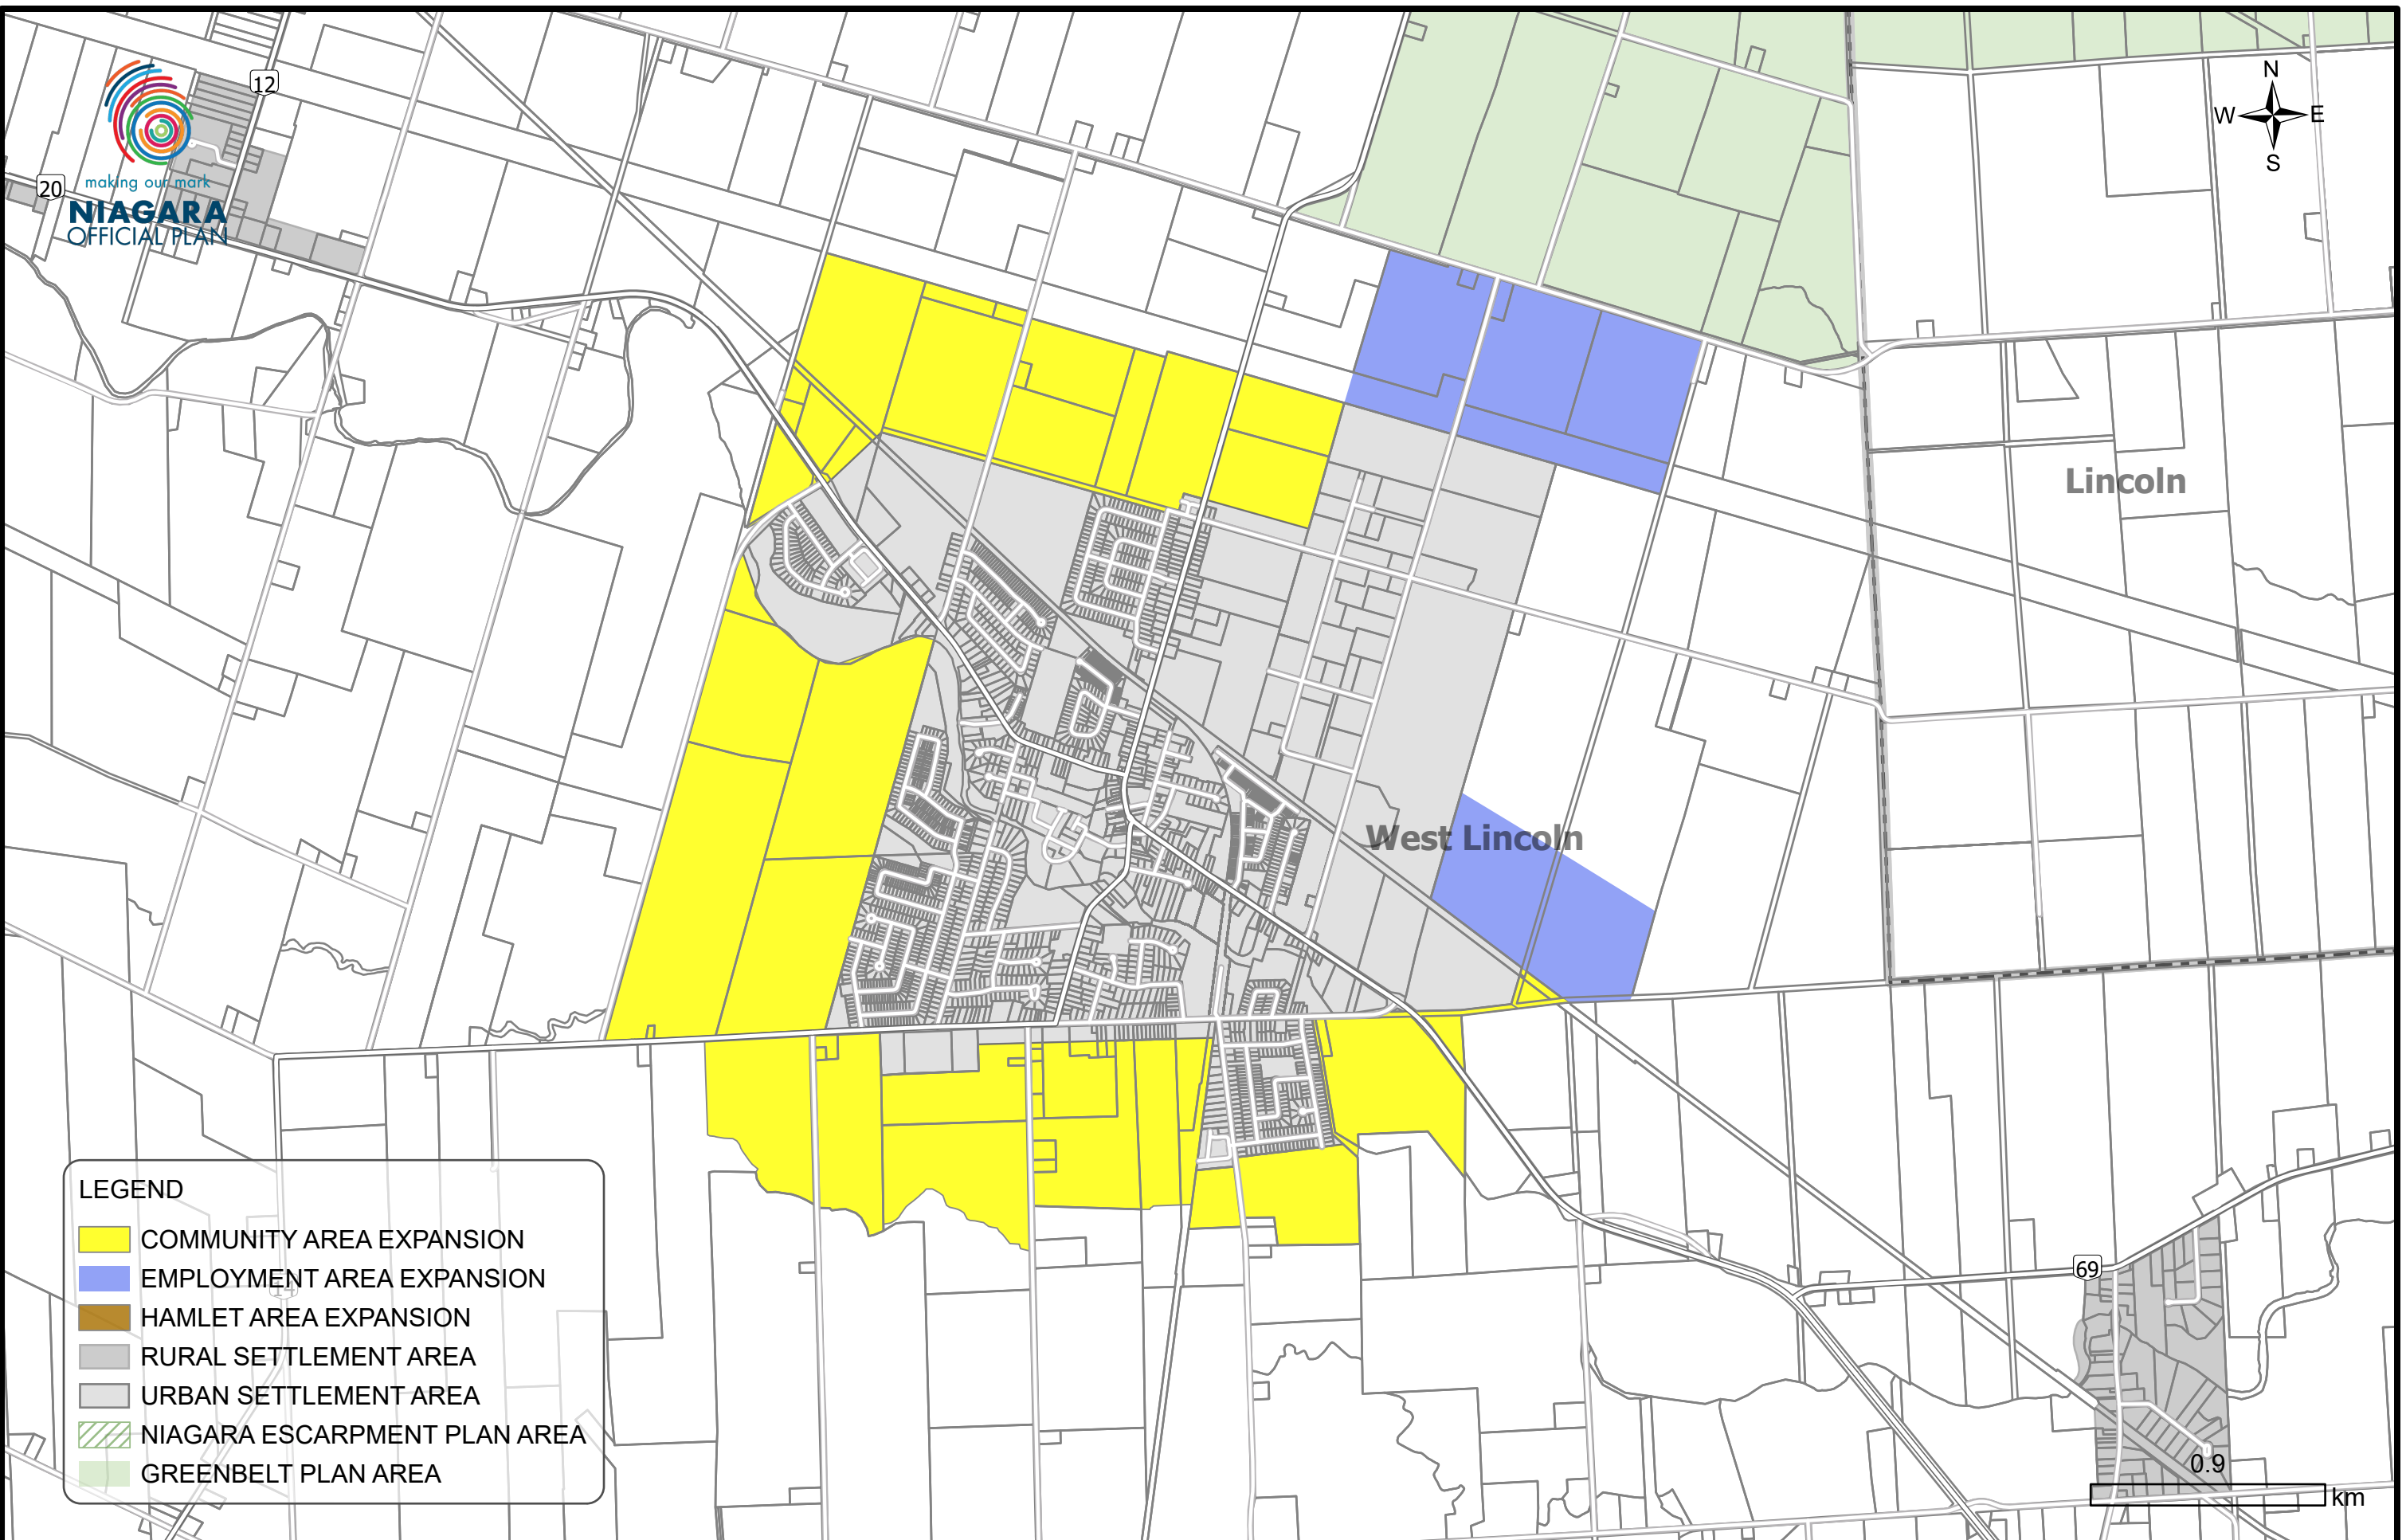 12
20
making our mark
NIAGARA
OFFICIAL PLAN
N
W
E
S
Lincoln
West Lincoln
LEGEND
COMMUNITY AREA EXPANSION
EMPLOYMENT AREA EXPANSION
14
HAMLET AREA EXPANSION
RURAL SETTLEMENT AREA
URBAN SETTLEMENT AREA
NIAGARA ESCARPMENT PLAN AREA
GREENBELT PLAN AREA
69
0.9
km